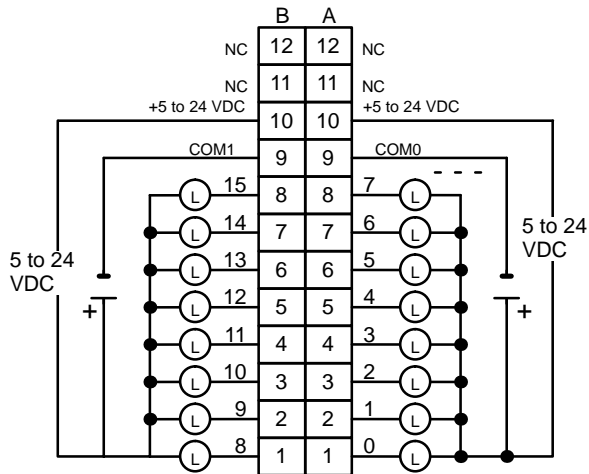 B A
NC 12 12 NC
NC 11 11 NC
+5 to 24 VDC 10 10 +5 to 24 VDC
COM1 9 9 COM0
- - - -
L 15 8 8 7 L
L 14 7 7 6 L
5 to 24 VDC
L 13 6 6 5 L
5 to 24 VDC
+ L 12 5 5 4 L +
L 11 4 4 3 L
L 10 3 3 2 L
L 9 2 2 1 L
L 8 1 1 0 L